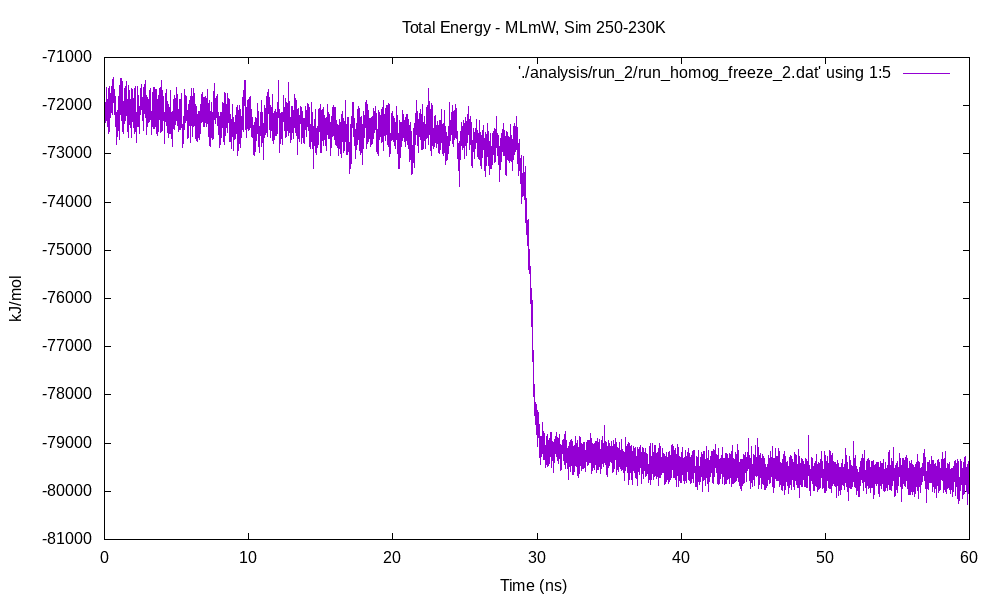 Total Energy - MLmW, Sim 250-230K
'./analysis/run_2/run_homog_freeze_2.dat' using 1:5
-71000
-72000
-73000
-74000
-75000
-76000
-77000
-78000
-79000
-80000
-81000
kJ/mol
0 10 20 30 40 50 60
Time (ns)